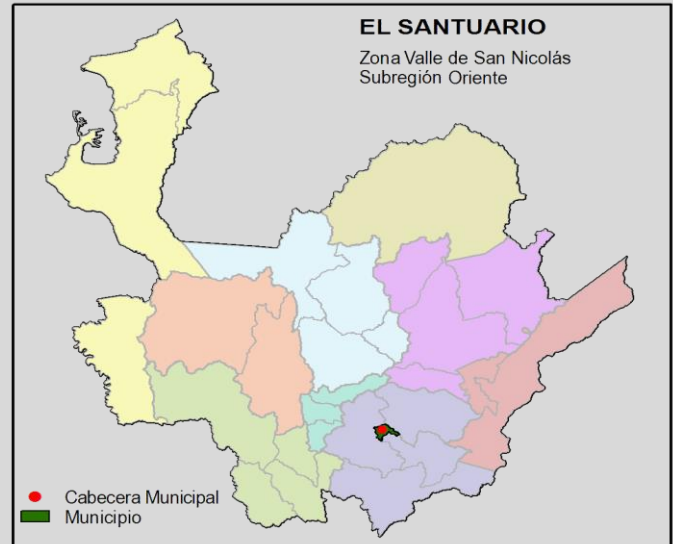 EL SANTUARIO
Zona Valle de San Nicolás
Subregión Oriente
Cabecera Municipal
Municipio